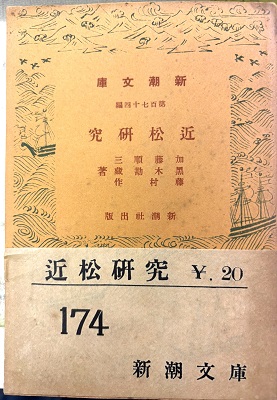 新潮文庫
第百七十四編
近松研究
加藤順三
黒木勘蔵著
藤村作
新潮社出版
近松研究 ¥.20
174
新潮文庫